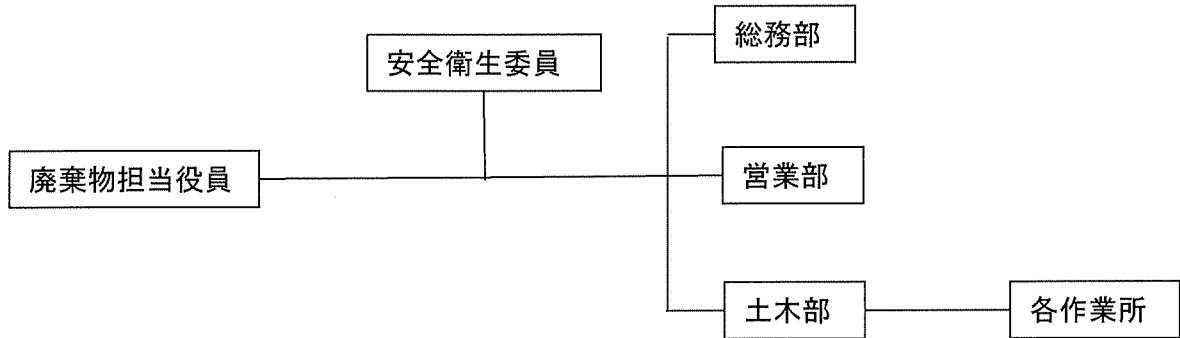 総務部
安全衛生委員
廃棄物担当役員
営業部
土木部
各作業所